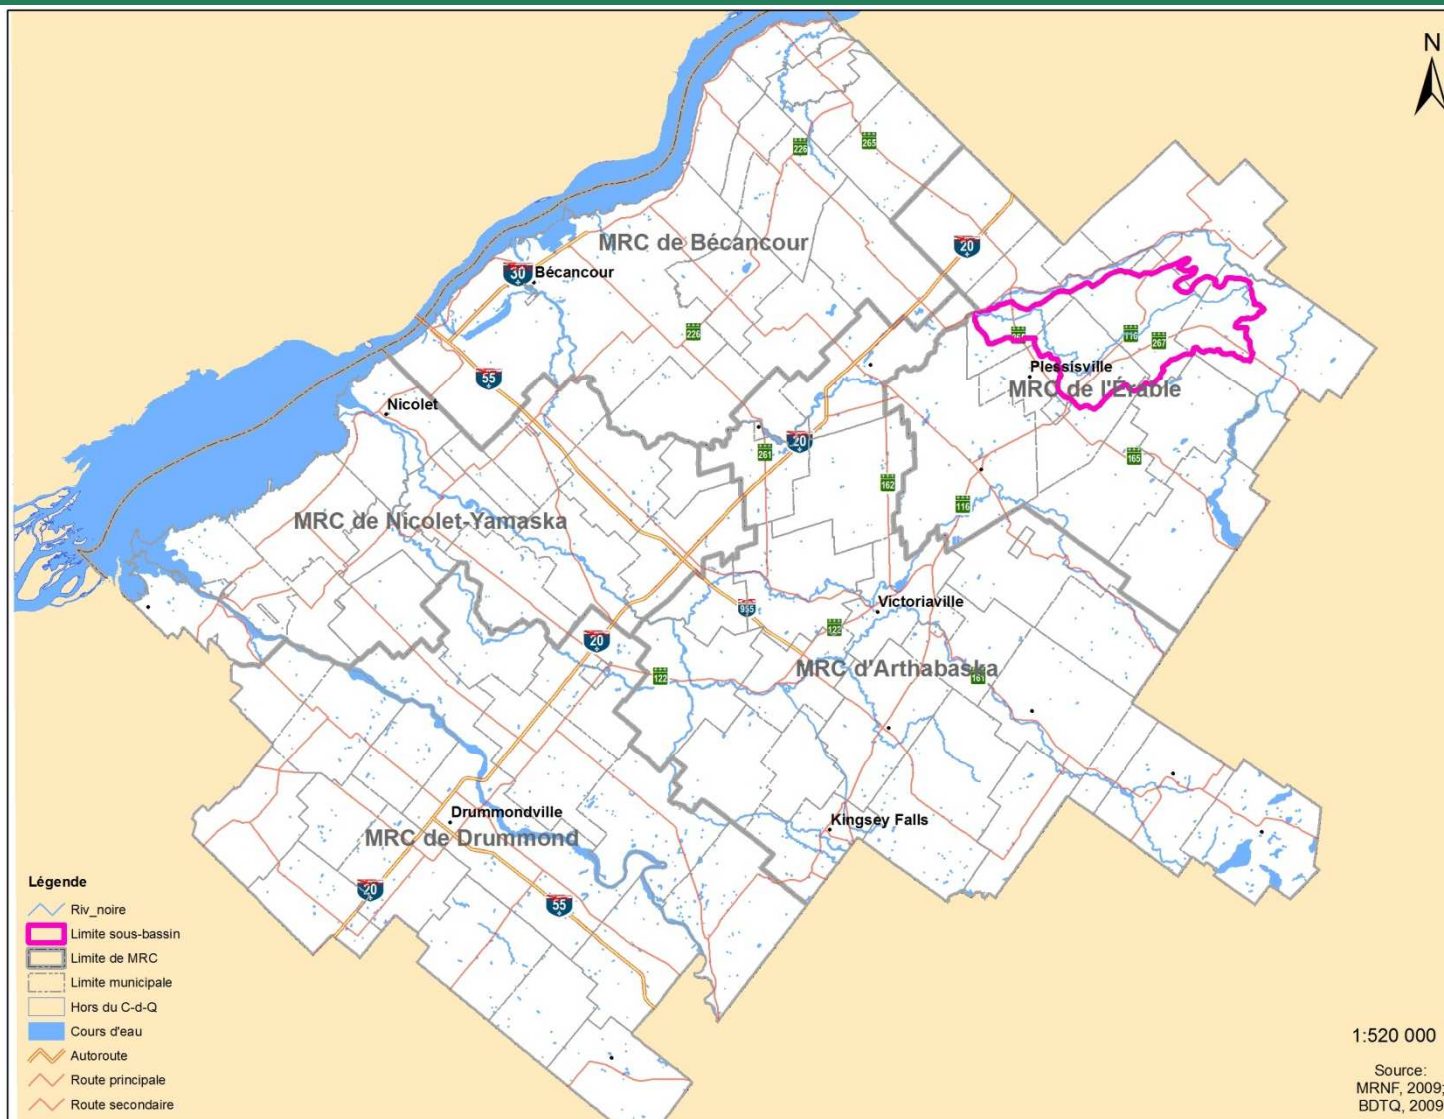 N
226
265
20
MRC de Bécancour
30
Bécancour
226
116
267
Plessisville
MRC de l'Érable
55
Nicolet
20
261
165
162
116
MRC de Nicolet-Yamaska
955
Victoriaville
122
20
MRC d'Arthabaska
161
122
Drummondville
Kingsey Falls
MRC de Drummond
20
55
Légende
Riv_noire
Limite sous-bassin
Limite de MRC
Limite municipale
Hors du C-d-Q
Cours d'eau
Autoroute
Route principale
Route secondaire
1:520 000
Source:
MRNF, 2009;
BDTQ, 2009